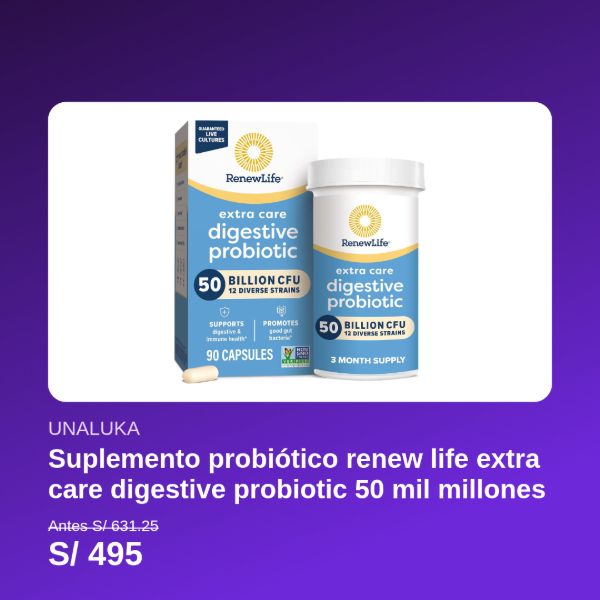 GUARANTEED
LIVE
CULTURES
RenewLife
extra care
digestive
probiotic
50 BILLION CFU
12 DIVERSE STRAINS
SUPPORTS
digestive &
immune health*
PROMOTES
good gut
bacteria*
90 CAPSULES
NON
GMO
RenewLife
extra care
digestive
probiotic
50 BILLION CFU
12 DIVERSE STRAINS
3 MONTH SUPPLY
UNALUKA
Suplemento probiótico renew life extra
care digestive probiotic 50 mil millones
Antes S/ 631.25
S/ 495